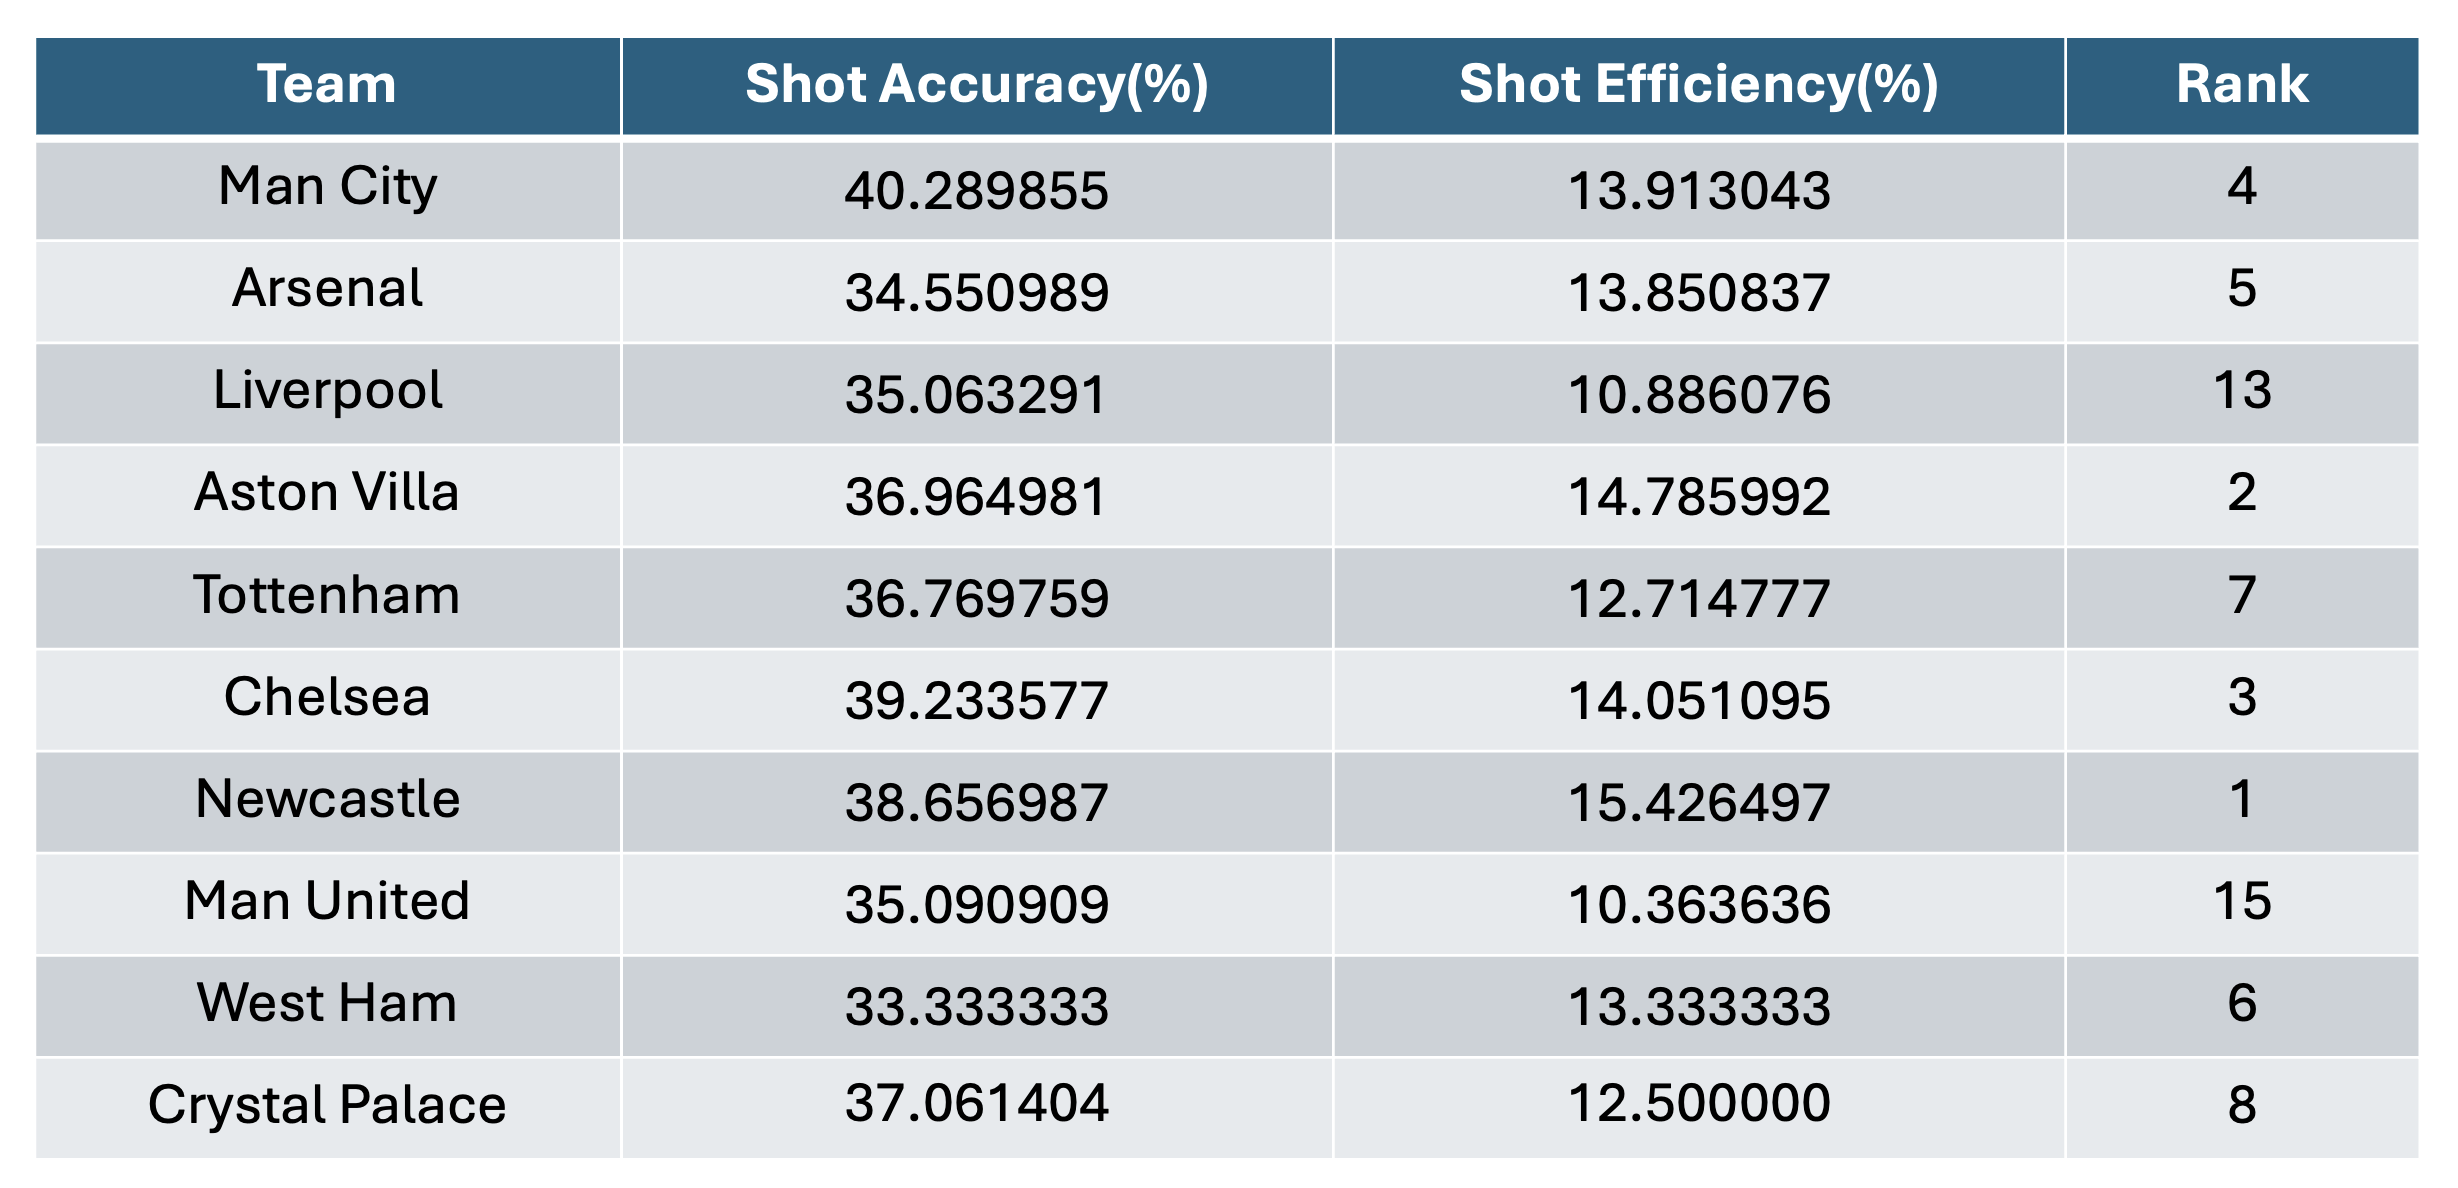 Team Shot Accuracy(%) Shot Efficiency(%) Rank
Man City 40.289855 13.913043 4
Arsenal 34.550989 13.850837 5
Liverpool 35.063291 10.886076 13
Aston Villa 36.964981 14.785992 2
Tottenham 36.769759 12.714777 7
Chelsea 39.233577 14.051095 3
Newcastle 38.656987 15.426497 1
Man United 35.090909 10.363636 15
West Ham 33.333333 13.333333 6
Crystal Palace 37.061404 12.500000 8